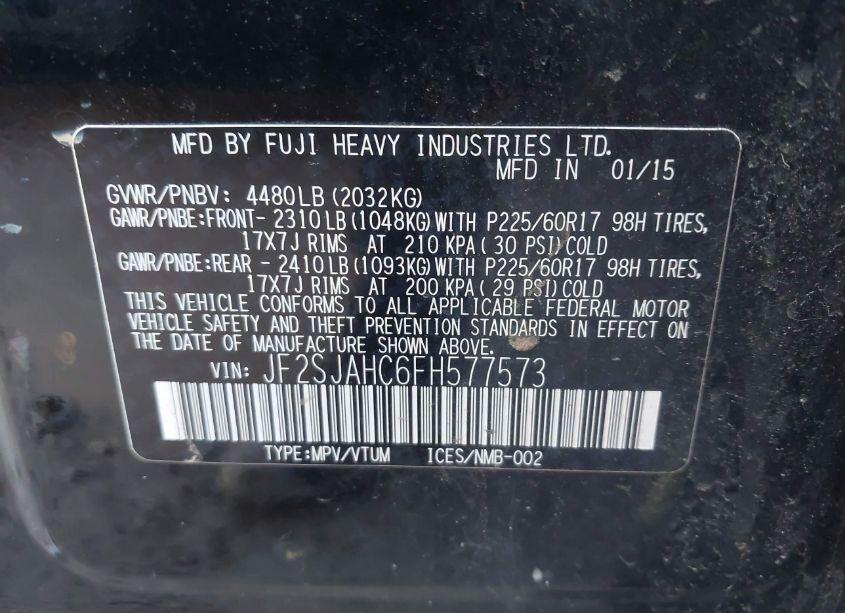 MFD BY FUJI HEAVY INDUSTRIES LTD.
MFD IN 01/15
GVWR/PNBV: 4480LB(2032KG)
GAWR/PNBE:FRONT- 2310LB(1048KG)WITH P225/60R17 98H TIRES,
17X7J RIMS AT 210 KPA(30 PSI)COLD
GAWR/PNBE:REAR - 2410LB(1093KG)WITH P225/60R17 98H TIRES,
17X7J RIMS AT 200 KPA(29 PSI)COLD
THIS VEHICLE CONFORMS TO ALL APPLICABLE FEDERAL MOTOR
VEHICLE SAFETY AND THEFT PREVENTION STANDARDS IN EFFECT ON
THE DATE OF MANUFACTURE SHOWN ABOVE.
VIN: JF2SJAHC6FH577573
TYPE:MPV/VTUM ICES/NMB-002